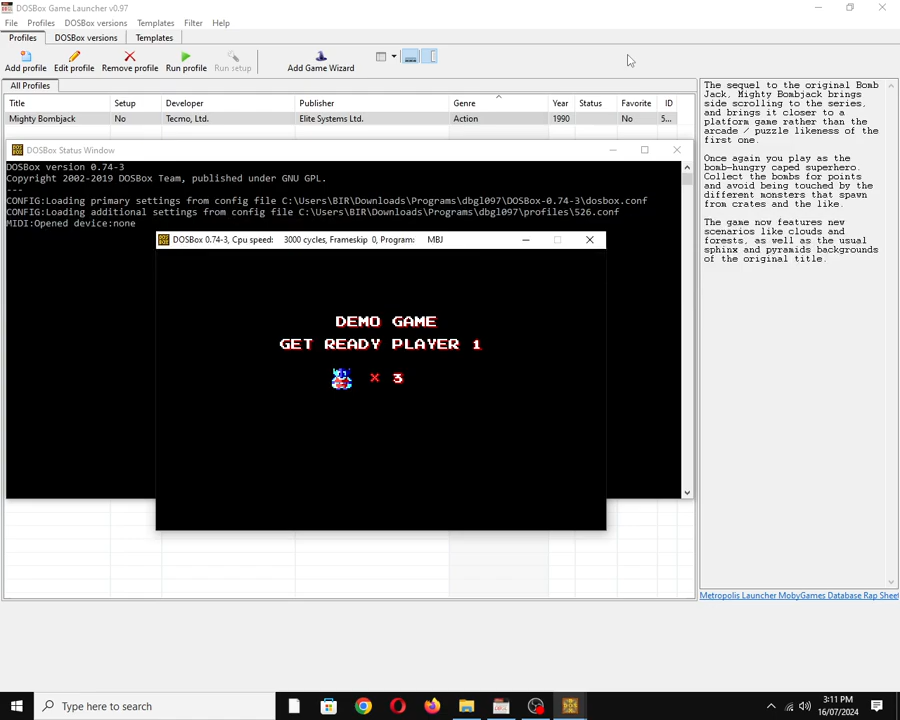 DOSBox Game Launcher v0.97
File Profiles DOSBox versions Templates Filter Help
Profiles DOSBox versions Templates
Add profile Edit profile Remove profile Run profile Run setup Add Game Wizard
All Profiles
Title Setup Developer Publisher Genre Year Status Favorite ID
Mighty Bombjack No Tecmo, Ltd. Elite Systems Ltd. Action 1990 No 5...
DOSBox Status Window
DOSBox version 0.74-3
Copyright 2002-2019 DOSBox Team, published under GNU GPL.
---
CONFIG:Loading primary settings from config file C:\Users\BIR\Downloads\Programs\dbgl097\DOSBox-0.74-3\dosbox.conf
CONFIG:Loading additional settings from config file C:\Users\BIR\Downloads\Programs\dbgl097\profiles\526.conf
MIDI:Opened device:none
DOSBox 0.74-3, Cpu speed: 3000 cycles, Frameskip 0, Program: MBJ
DEMO GAME
GET READY PLAYER 1
X 3
The sequel to the original Bomb
Jack, Mighty Bombjack brings
side scrolling to the series,
and brings it closer to a
platform game rather than the
arcade / puzzle likeness of the
first one.
Once again you play as the
bomb-hungry caped superhero.
Collect the bombs for points
and avoid being touched by the
different monsters that spawn
from crates and the like.
The game now features new
scenarios like clouds and
forests, as well as the usual
sphinx and pyramids backgrounds
of the original title.
Metropolis Launcher MobyGames Database Rap Sheet
Type here to search
3:11 PM
16/07/2024